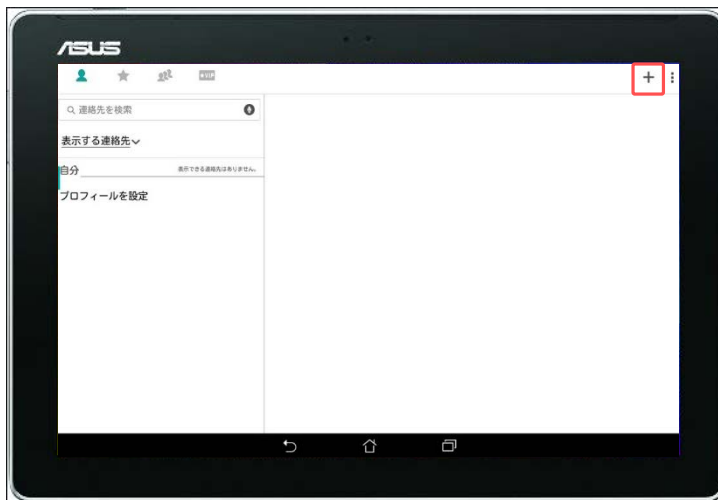 ASUS
VIP
連絡先を検索
表示する連絡先
自分
表示できる連絡先はありません。
プロフィールを設定